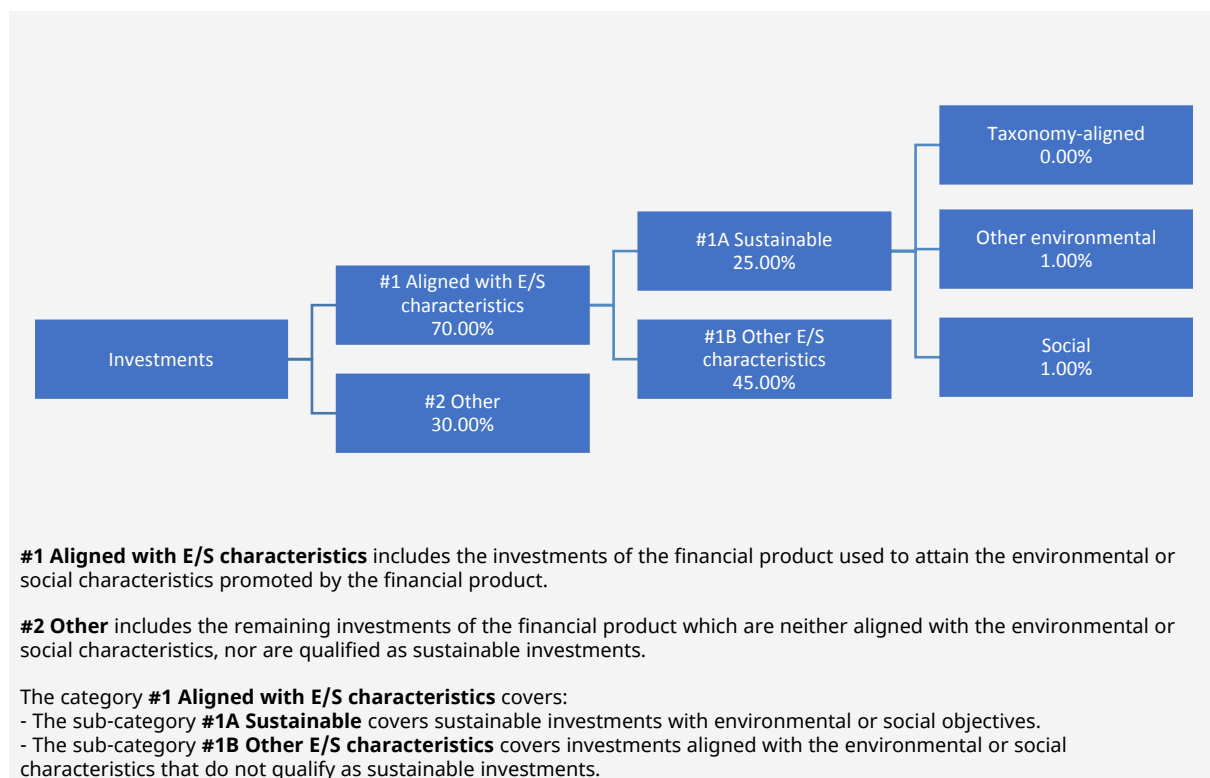 Investments
#1 Aligned with E/S
characteristics
70.00%
#2 Other
30.00%
#1A Sustainable
25.00%
#1B Other E/S
characteristics
45.00%
Taxonomy-aligned
0.00%
Other environmental
1.00%
Social
1.00%
#1 Aligned with E/S characteristics includes the investments of the financial product used to attain the environmental or
social characteristics promoted by the financial product.
#2 Other includes the remaining investments of the financial product which are neither aligned with the environmental or
social characteristics, nor are qualified as sustainable investments.
The category #1 Aligned with E/S characteristics covers:
- The sub-category #1A Sustainable covers sustainable investments with environmental or social objectives.
- The sub-category #1B Other E/S characteristics covers investments aligned with the environmental or social
characteristics that do not qualify as sustainable investments.